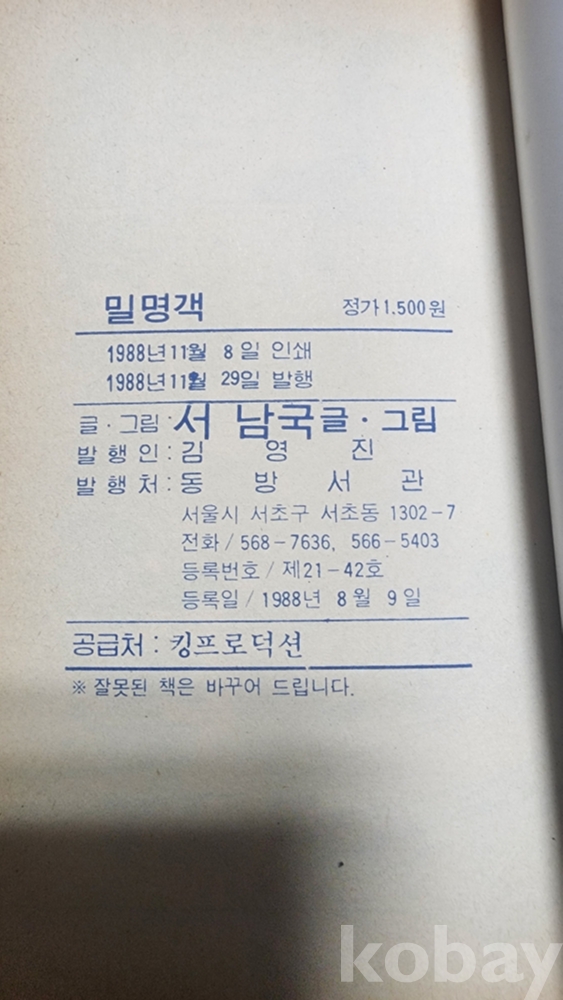 밀명객 정가 1.500원
1988년 11월 8일 인쇄
1988년 11월 29일 발행
글·그림 : 서 남국 글·그림
발행인 : 김 영 진
발행처 : 동 방 서 관
서울시 서초구 서초동 1302-7
전화 / 568-7636, 566-5403
등록번호 / 제21-42호
등록일 / 1988년 8월 9일
공급처 : 킹프로덕션
※ 잘못된 책은 바꾸어 드립니다.
kobay